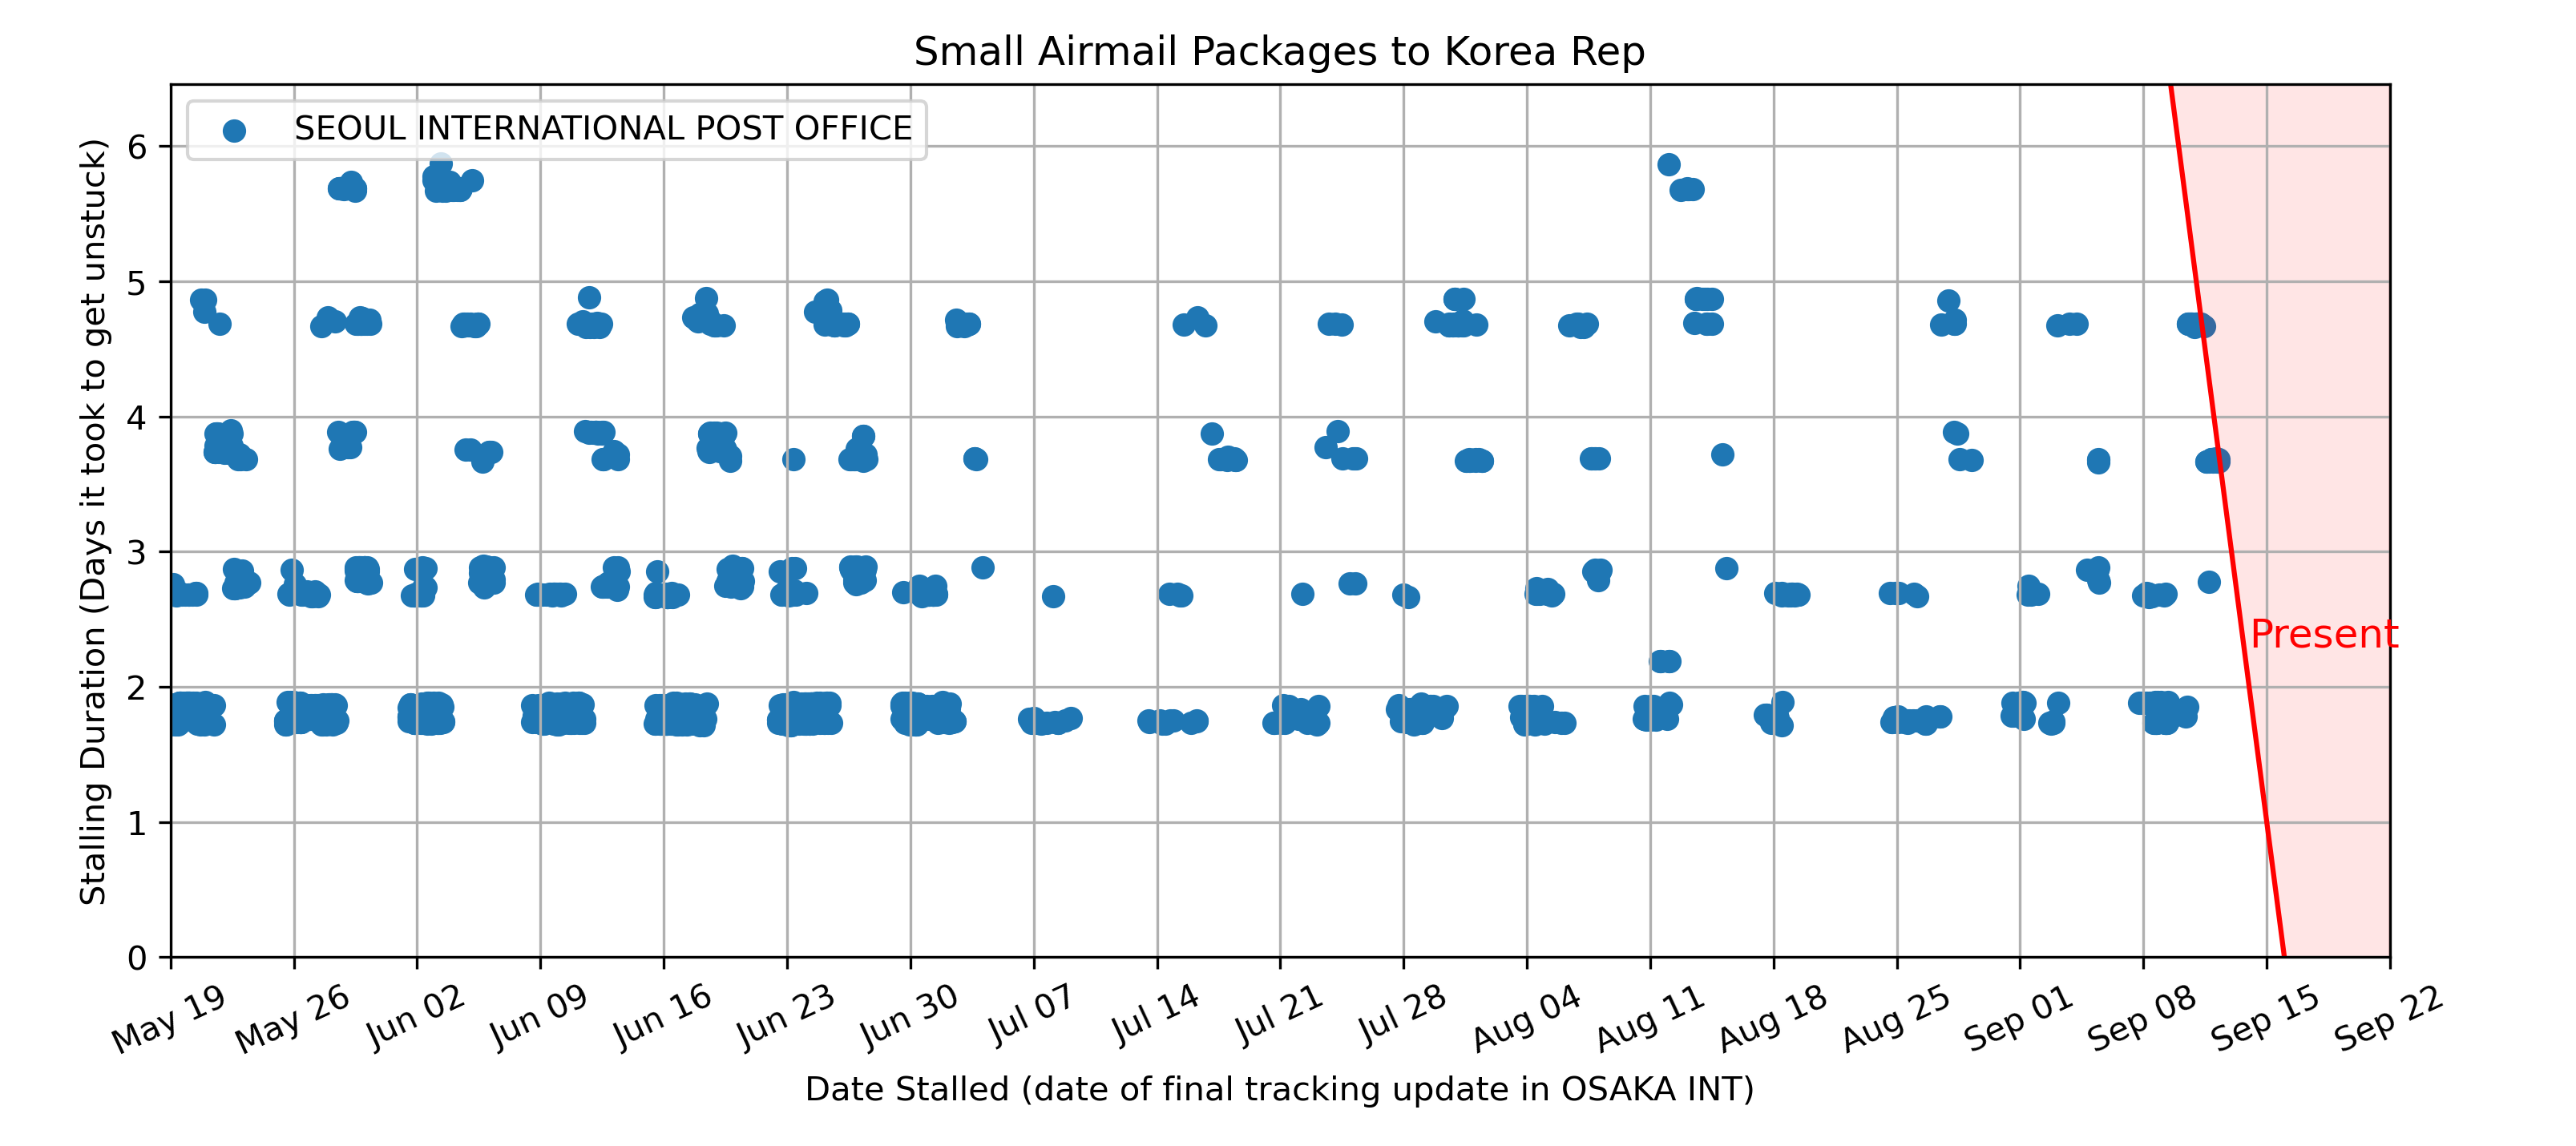 Small Airmail Packages to Korea Rep
SEOUL INTERNATIONAL POST OFFICE
Stalling Duration (Days it took to get unstuck)
6
5
4
3
2
1
0
Present
May 19
May 26
Jun 02
Jun 09
Jun 16
Jun 23
Jun 30
Jul 07
Jul 14
Jul 21
Jul 28
Aug 04
Aug 11
Aug 18
Aug 25
Sep 01
Sep 08
Sep 15
Sep 22
Date Stalled (date of final tracking update in OSAKA INT)